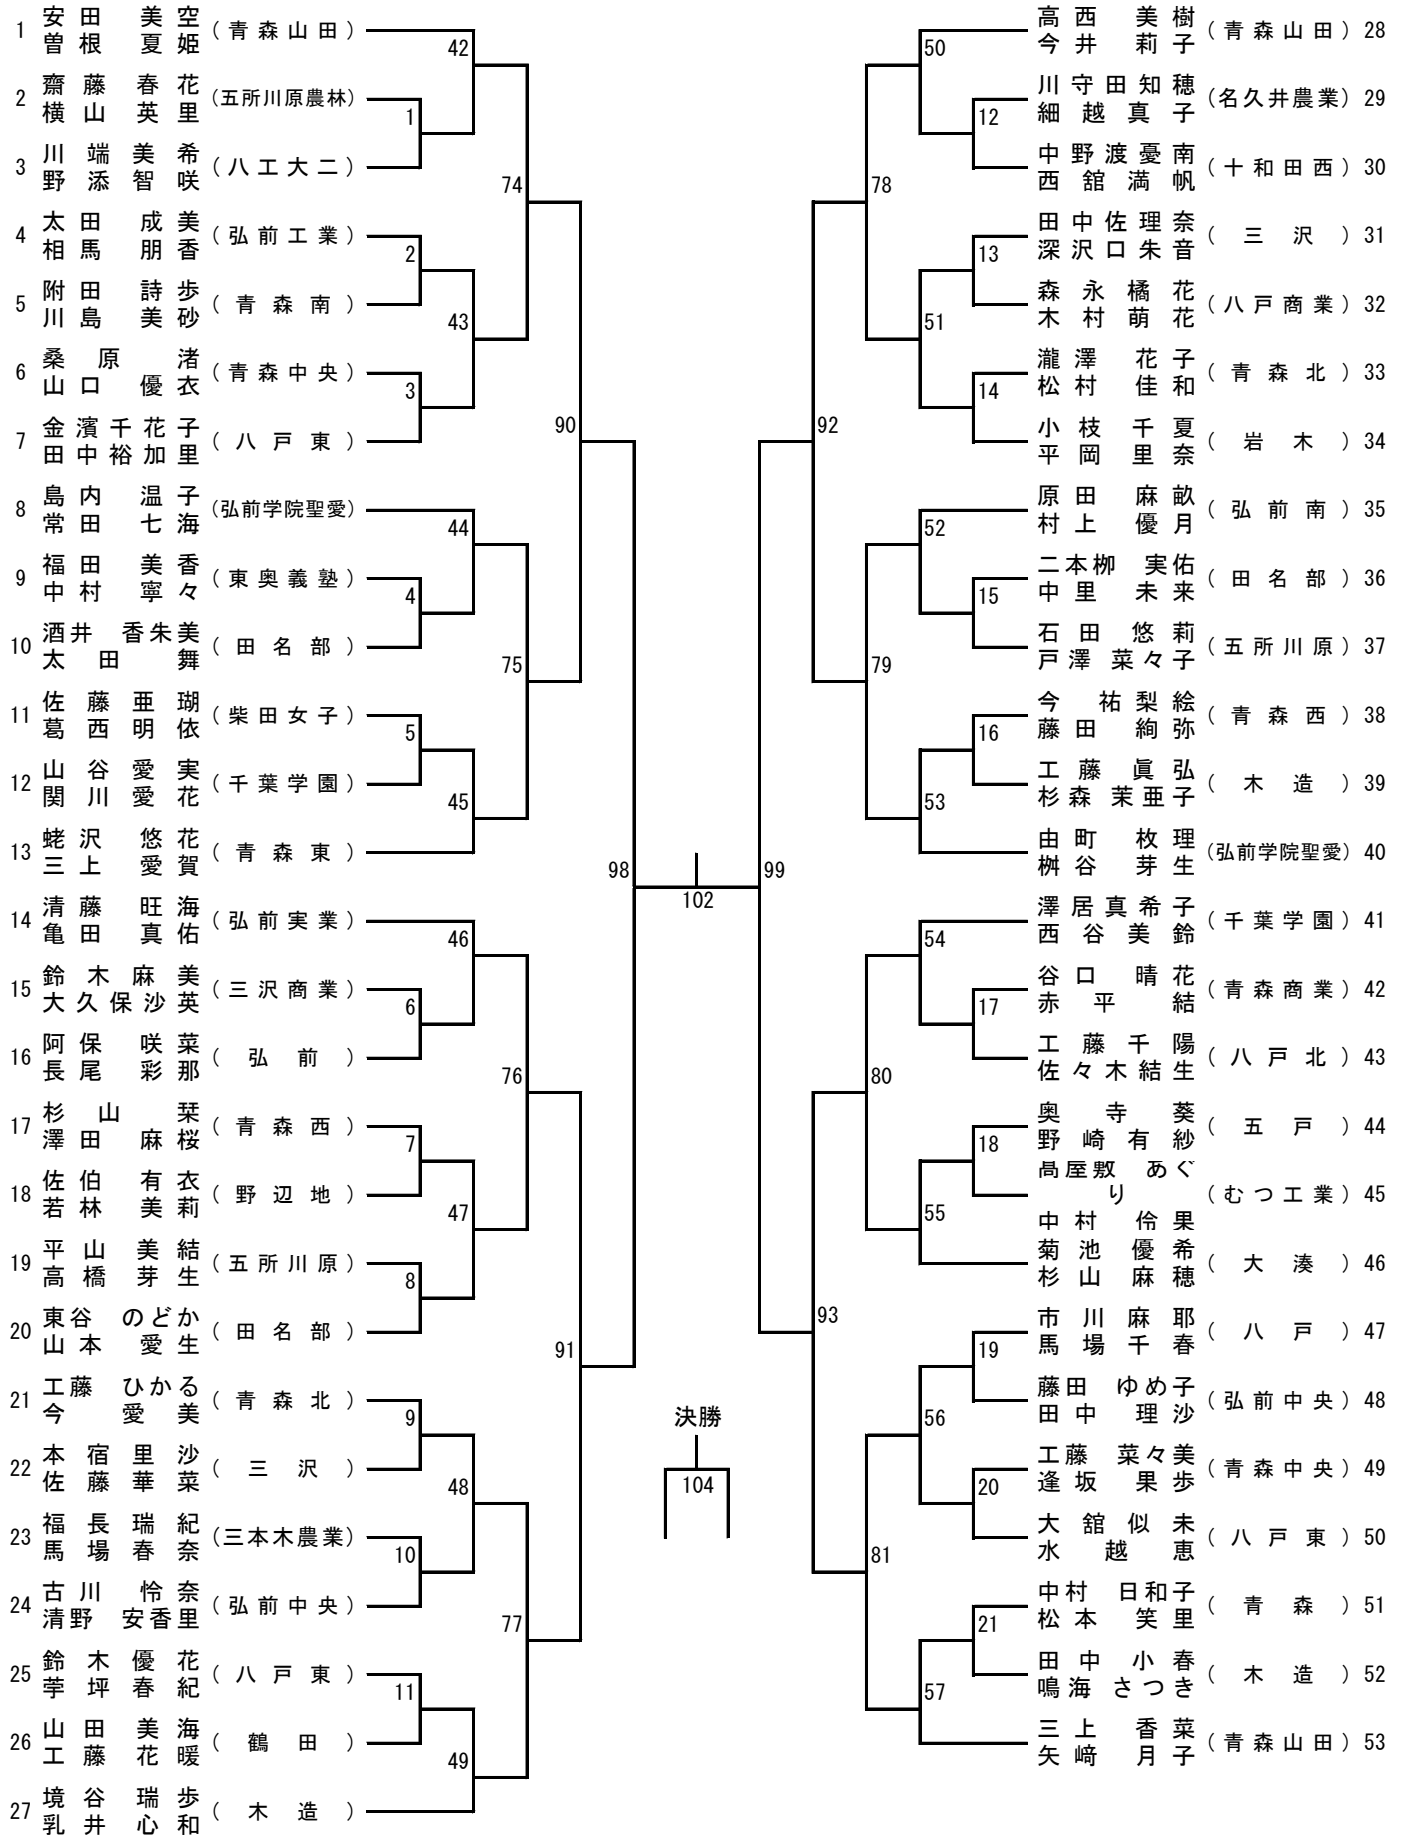 1 安田 美空 (青森山田)
曽根 夏姫
2 齋藤 春花 (五所川原農林)
横山 英里
3 川端美希 (八工大二)
野添智咲
4 太田 成美 (弘前工業)
相馬 朋香
5 附田 詩歩 (青森南)
川島 美砂
6 桑原 渚 (青森中央)
山口 優衣
7 金濱千花子 (八戸東)
田中裕加里
8 島内 温子 (弘前学院聖愛)
常田 七海
9 福田 美香 (東奥義塾)
中村 寧々
10 酒井 香朱美 (田名部)
太田 舞
11 佐藤亜瑚 (柴田女子)
葛西明依
12 山谷愛実 (千葉学園)
関川愛花
13 蛯沢 悠花 (青森東)
三上 愛賀
14 清藤 旺海 (弘前実業)
亀田 真佑
15 鈴木麻美 (三沢商業)
大久保沙英
16 阿保 咲菜 (弘前)
長尾 彩那
17 杉山 栞 (青森西)
澤田 麻桜
18 佐伯 有衣 (野辺地)
若林 美莉
19 平山 美結 (五所川原)
高橋 芽生
20 東谷 のどか (田名部)
山本 愛生
21 工藤 ひかる (青森北)
今 愛美
22 本宿里沙 (三沢)
佐藤華菜
23 福長瑞紀 (三本木農業)
馬場春奈
24 古川 怜奈 (弘前中央)
清野 安香里
25 鈴木優花 (八戸東)
苧坪春紀
26 山田 美海 (鶴田)
工藤 花暖
27 境谷 瑞歩 (木造)
乳井 心和
42
1
74
2
43
3
90
44
4
75
5
45
98
46
6
76
7
47
8
91
9
48
10
77
11
49
102
決勝
104
50
12
78
13
51
14
92
52
15
79
16
53
99
54
17
80
18
55
93
19
56
20
81
21
57
高西 美樹 (青森山田) 28
今井 莉子
川守田知穂 (名久井農業) 29
細越真子
中野渡憂南 (十和田西) 30
西舘満帆
田中佐理奈 (三沢) 31
深沢口朱音
森永橘花 (八戸商業) 32
木村萌花
瀧澤 花子 (青森北) 33
松村 佳和
小枝千夏 (岩木) 34
平岡里奈
原田 麻畝 (弘前南) 35
村上 優月
二本栁 実佑 (田名部) 36
中里 未来
石田 悠莉 (五所川原) 37
戸澤 菜々子
今 祐梨絵 (青森西) 38
藤田 絢弥
工藤 眞弘 (木造) 39
杉森 茉亜子
由町 枚理 (弘前学院聖愛) 40
桝谷 芽生
澤居真希子 (千葉学園) 41
西谷美鈴
谷口 晴花 (青森商業) 42
赤平 結
工藤千陽 (八戸北) 43
佐々木結生
奥寺 葵 (五戸) 44
野崎有紗
髙屋敷 あぐ
り (むつ工業) 45
中村 伶果
菊池 優希 (大湊) 46
杉山 麻穂
市川麻耶 (八戸) 47
馬場千春
藤田 ゆめ子 (弘前中央) 48
田中 理沙
工藤 菜々美 (青森中央) 49
逢坂 果歩
大舘似未 (八戸東) 50
水越恵
中村 日和子 (青森) 51
松本 笑里
田中 小春 (木造) 52
鳴海 さつき
三上 香菜 (青森山田) 53
矢﨑 月子